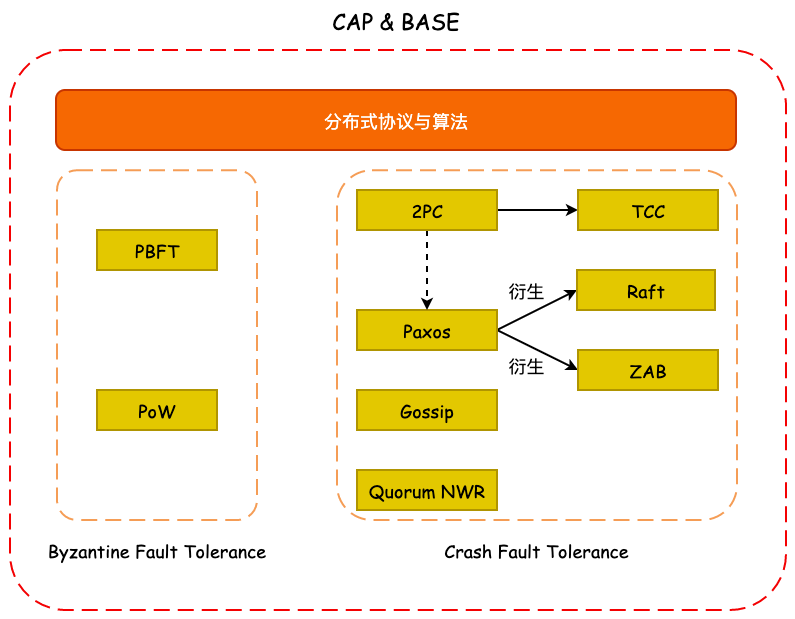 CAP & BASE
分布式协议与算法
PBFT
PoW
Byzantine Fault Tolerance
2PC
TCC
Paxos
衍生
Raft
衍生
ZAB
Gossip
Quorum NWR
Crash Fault Tolerance